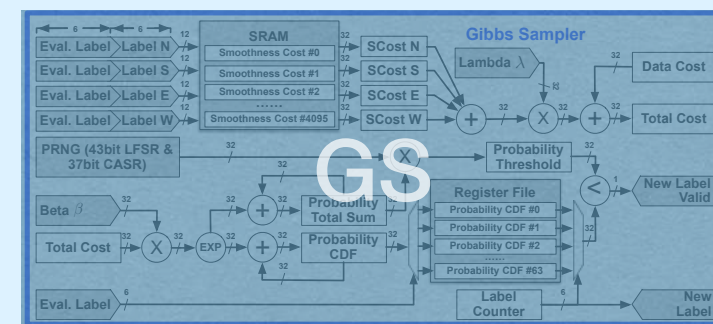 6 6
Gibbs Sampler
Eval. Label Label N 12
Eval. Label Label S 12
Eval. Label Label E 12
Eval. Label Label W 12
SRAM
Smoothness Cost #0 32
Smoothness Cost #1 32
Smoothness Cost #2 32
......
Smoothness Cost #4095 32
SCost N
SCost S
SCost E
SCost W
+ 32
Lambda λ
32
X 32
+ 32
32 Data Cost
Total Cost
PRNG (43bit LFSR &
37bit CASR)
32
GS
X
Probability
Threshold
32
<
1
New Label
Valid
Beta β 32
Total Cost 32
X 32
EXP 32
32
+ 32
Probability
Total Sum
32
32
+ 32
Probability
CDF
32
32
Register File
Probability CDF #0
Probability CDF #1
Probability CDF #2
......
Probability CDF #63
32
Eval. Label 6
Label
Counter
6
New
Label